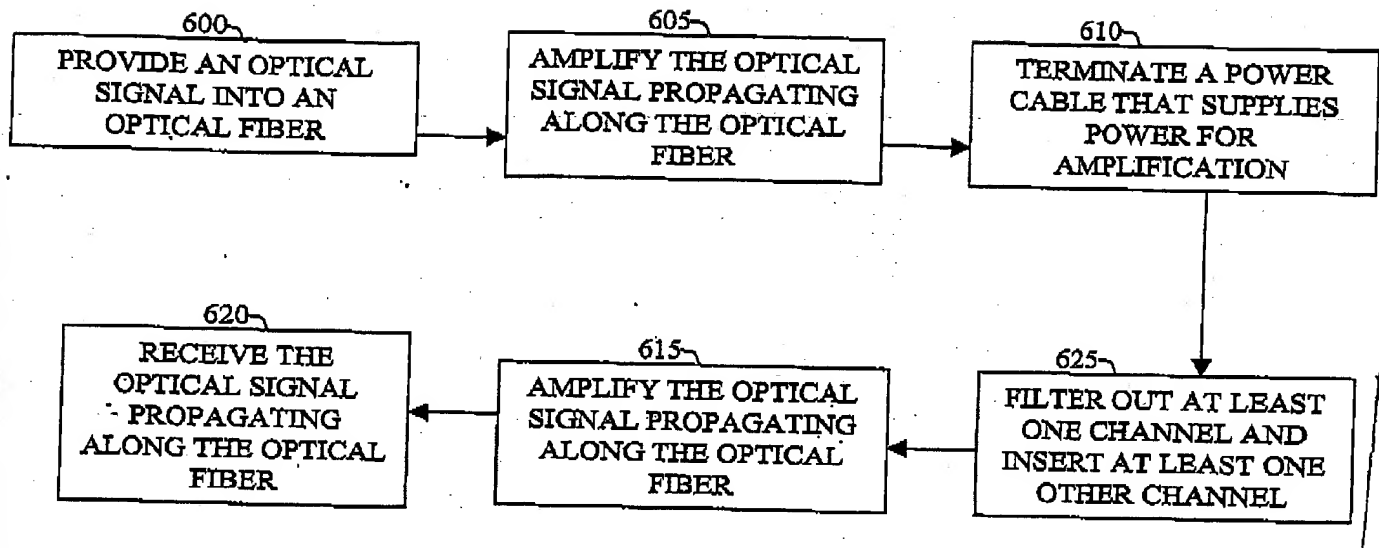 600
PROVIDE AN OPTICAL
SIGNAL INTO AN
OPTICAL FIBER
605
AMPLIFY THE OPTICAL
SIGNAL PROPAGATING
ALONG THE OPTICAL
FIBER
610
TERMINATE A POWER
CABLE THAT SUPPLIES
POWER FOR
AMPLIFICATION
620
RECEIVE THE
OPTICAL SIGNAL
PROPAGATING
ALONG THE OPTICAL
FIBER
615
AMPLIFY THE OPTICAL
SIGNAL PROPAGATING
ALONG THE OPTICAL
FIBER
625
FILTER OUT AT LEAST
ONE CHANNEL AND
INSERT AT LEAST ONE
OTHER CHANNEL